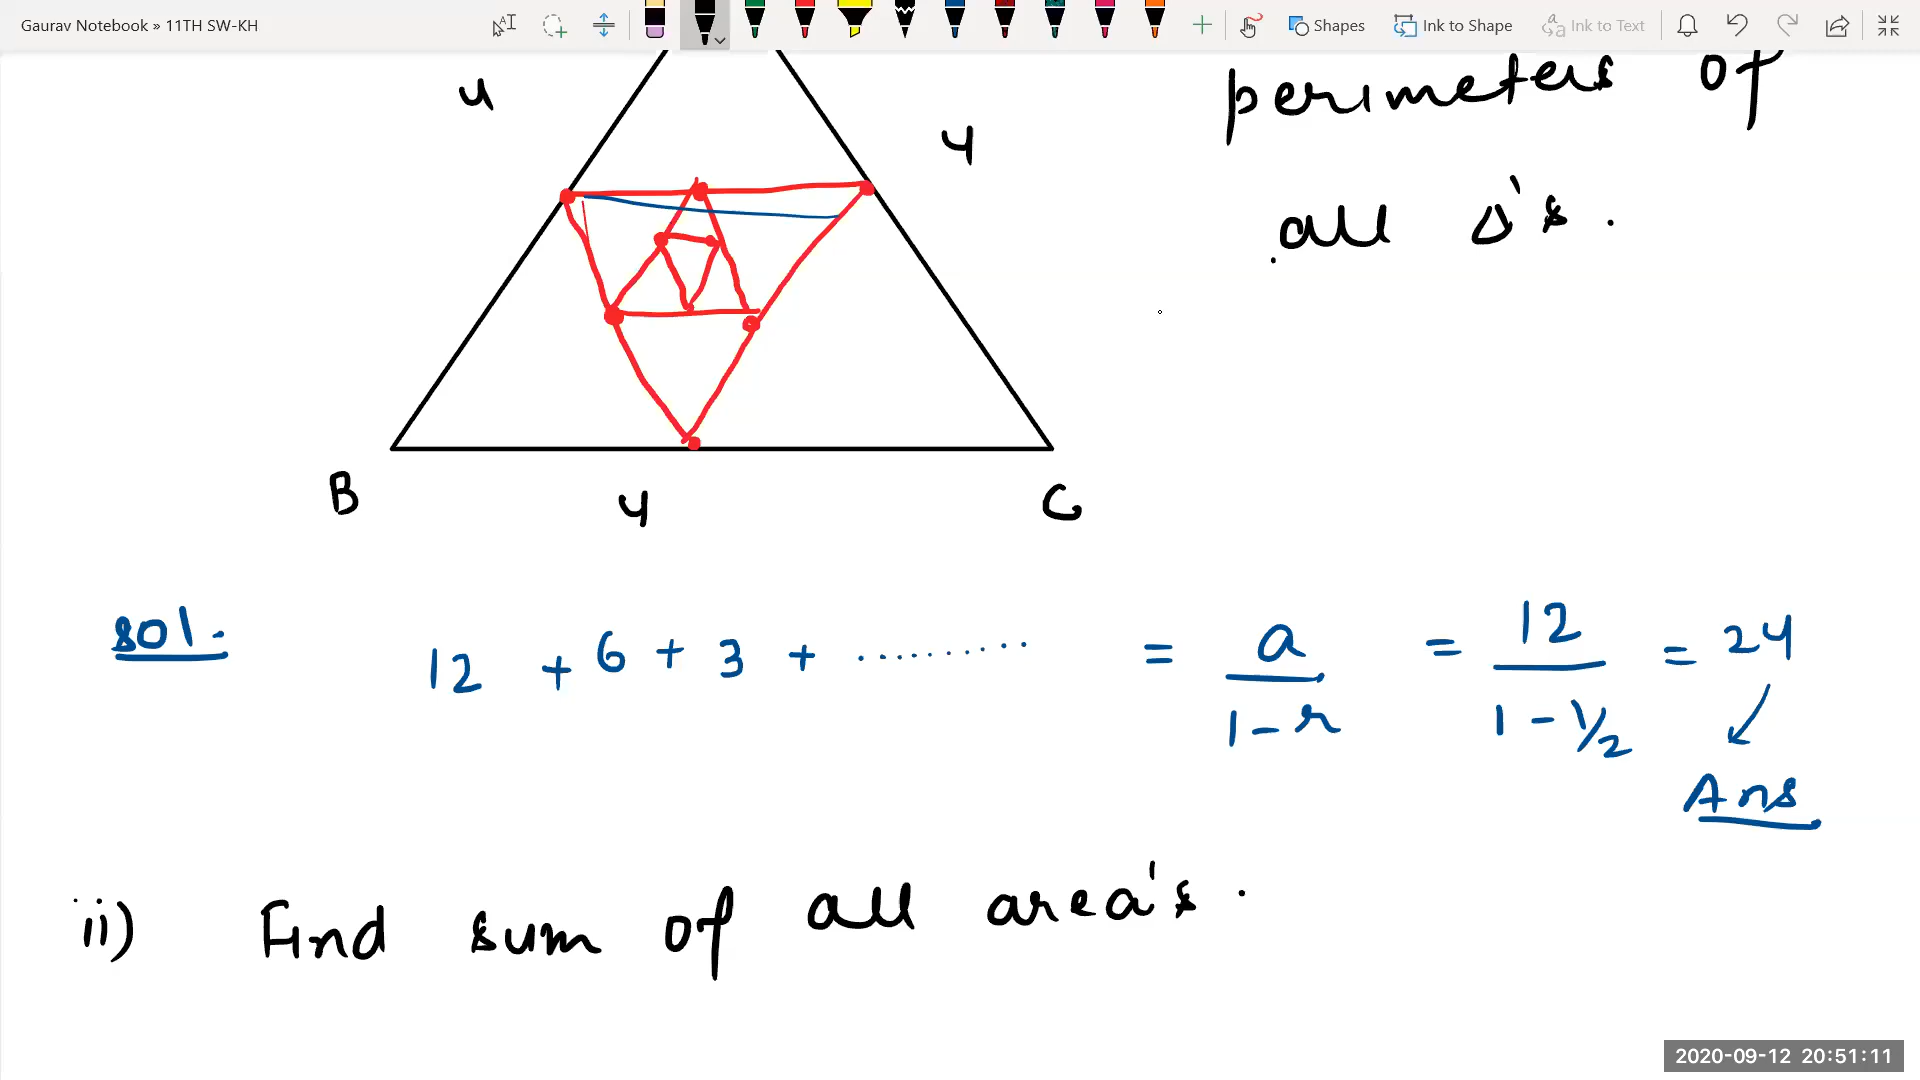 Gaurav Notebook » 11TH SW-KH
Shapes Ink to Shape Ink to Text
4
perimeters of
4
all Δ's.
B 4 C
sol. 12 + 6 + 3 + .......... = a/(1-r) = 12/(1-1/2) = 24
Ans
ii) Find sum of all area's.
2020-09-12 20:51:11